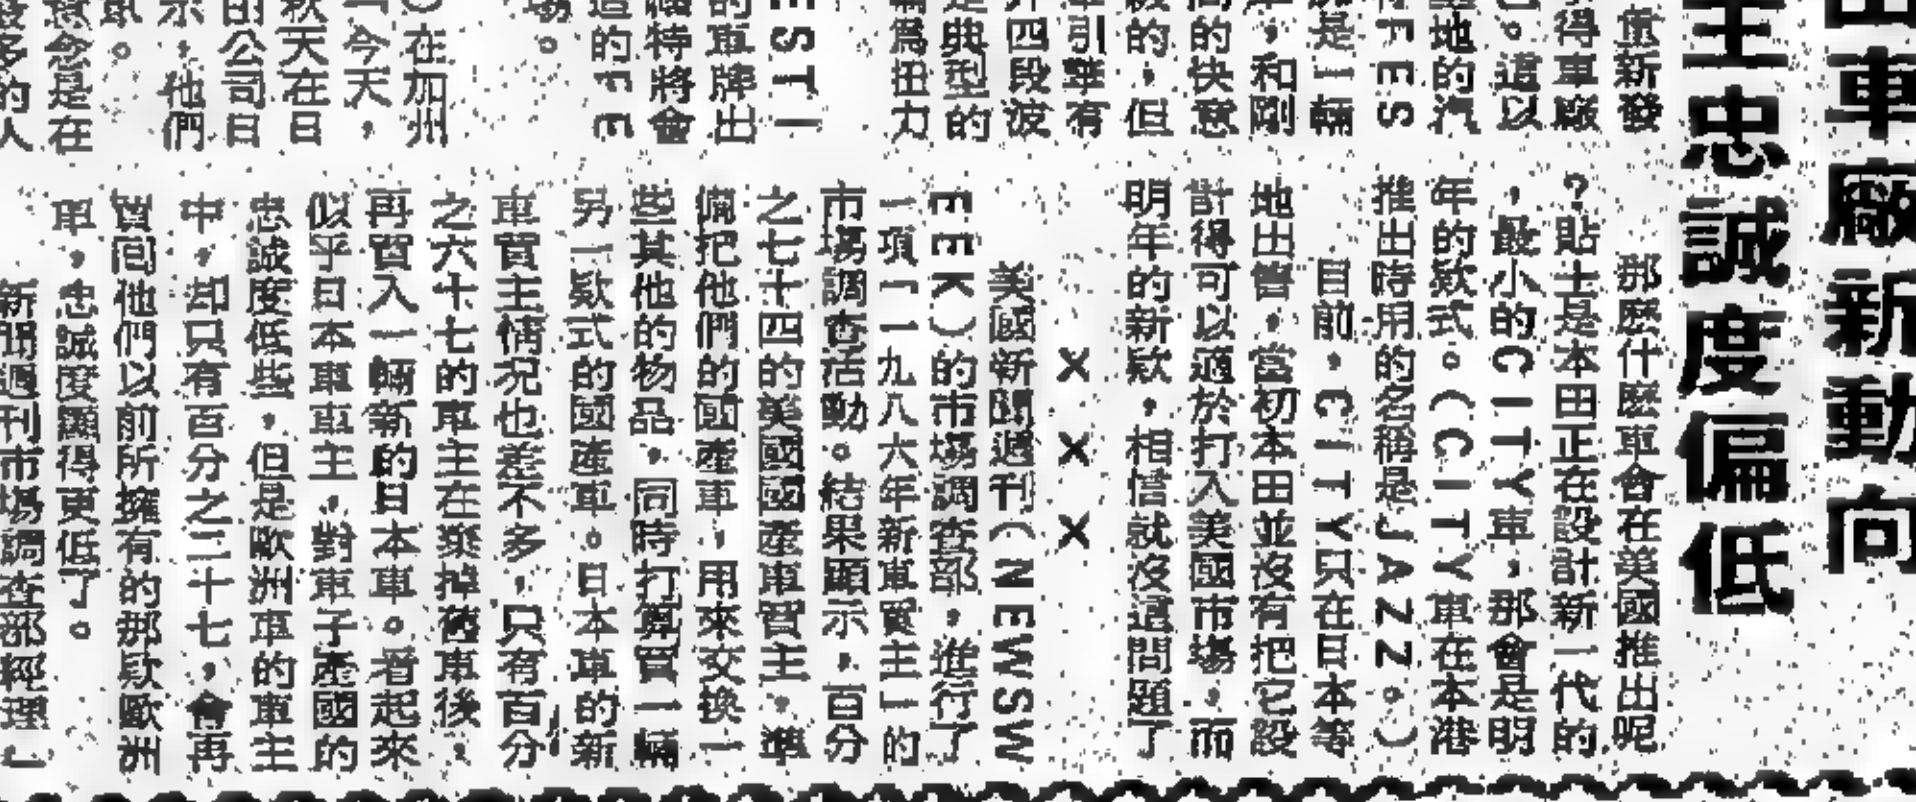 出車廠新動向
主忠誠度偏低
重新發
得車廠
。這以
地的汽
FES
是一輛
,和剛
的快意
的,但
引擎有
四段波
典型的
爲扭力
ESTI
的車牌出
特將會
的FE
場。
)在加州
「今天,
秋天在日
的公司日
示,他們
意念是在
多的人
那麽什麽車會在美國推出呢
?貼士是本田正在設計新一代的
,最小的CITY車,那會是明
年的欵式。(CITY車在本港
推出時用的名稱是JAZZ。)
目前,CITY只在日本等
地出售,當初本田並沒有把它設
計得可以適於打入美國市場,而
明年的新欵,相信就沒這問題了
×××
美國新聞週刊(NEWSW
EEK)的市場調查部,進行了
一項「一九八六年新車買主」的
市場調查活動。結果顯示,百分
之七十四的美國國產車買主,準
備把他們的國產車,用來交換一
些其他的物品,同時打算買一輛
另一欵式的國產車。日本車的新
車買主情况也差不多,只有百分
之六十七的車主在棄掉舊車後,
再買入一輛新的日本車。看起來
似乎日本車車主,對車子產國的
忠誠度低些,但是歐洲車的車主
中,却只有百分之二十七,會再
買回他們以前所擁有的那欵歐洲
車,忠誠度顯得更低了。
新聞週刊市場調查部經理